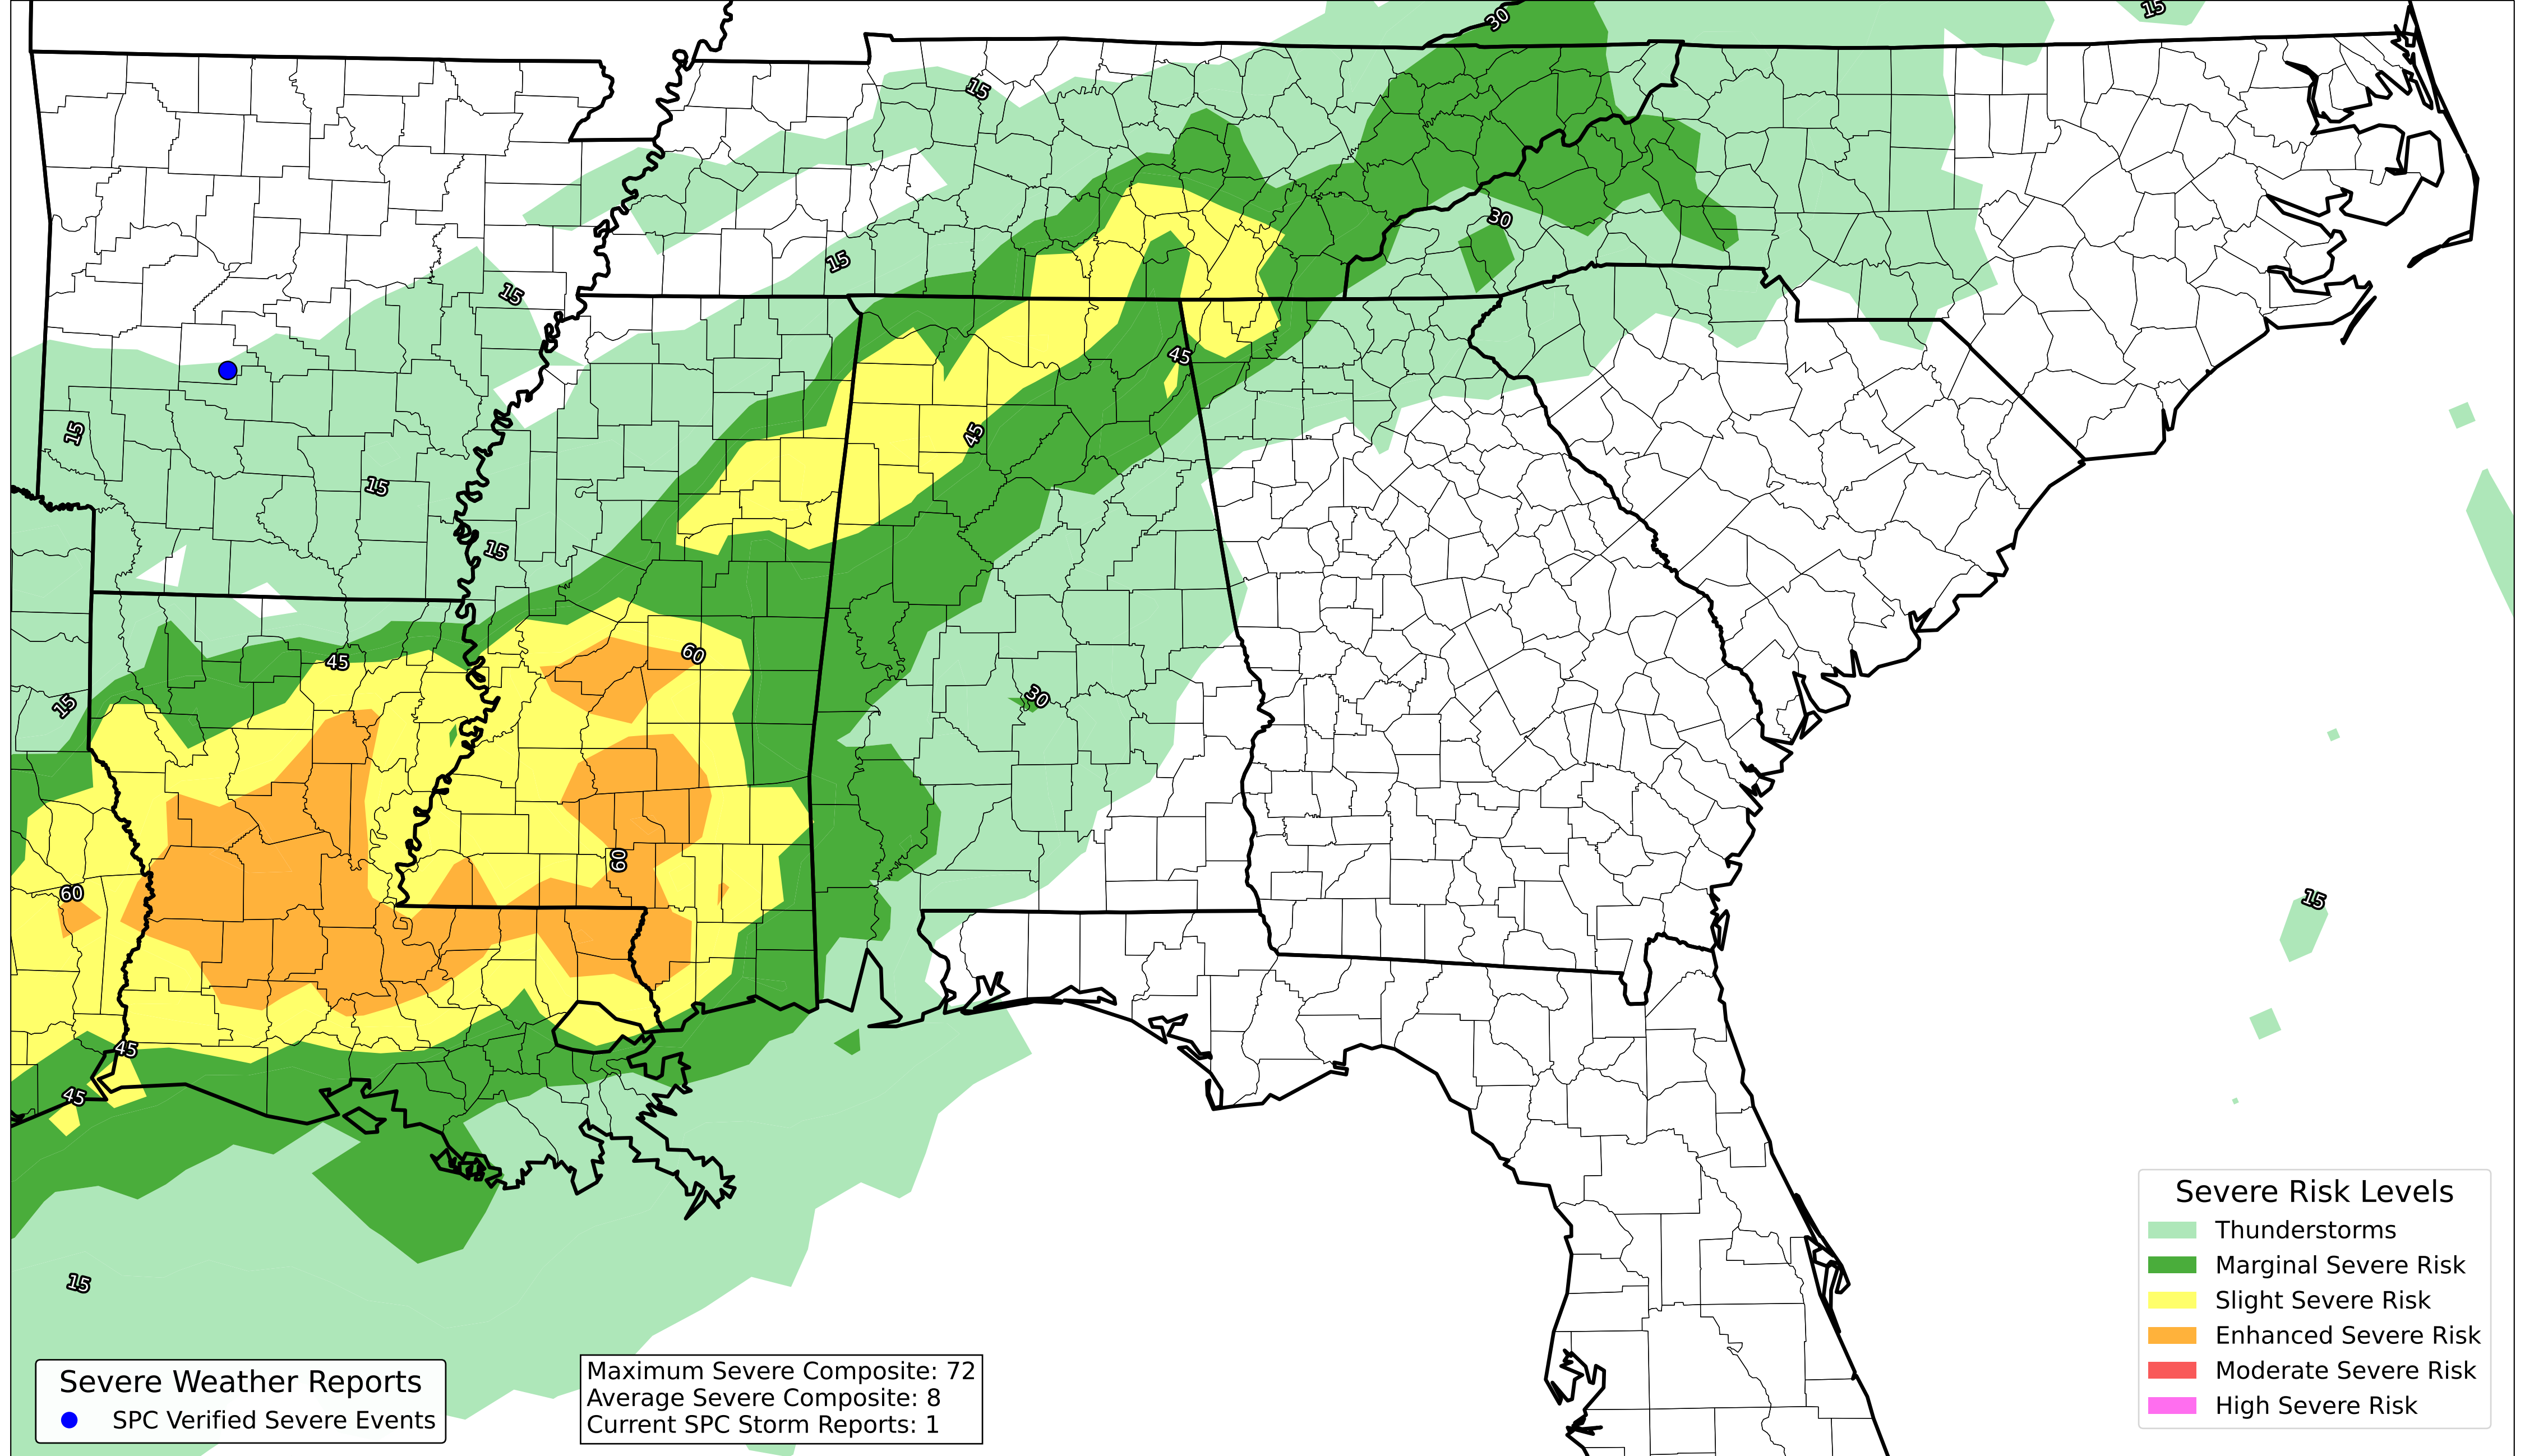 15
30
15
15
15
30
45
15
45
15
15
60
45
30
15
60
60
15
45
45
15
Severe Risk Levels
Thunderstorms
Marginal Severe Risk
Slight Severe Risk
Enhanced Severe Risk
Moderate Severe Risk
High Severe Risk
Severe Weather Reports
SPC Verified Severe Events
Maximum Severe Composite: 72
Average Severe Composite: 8
Current SPC Storm Reports: 1